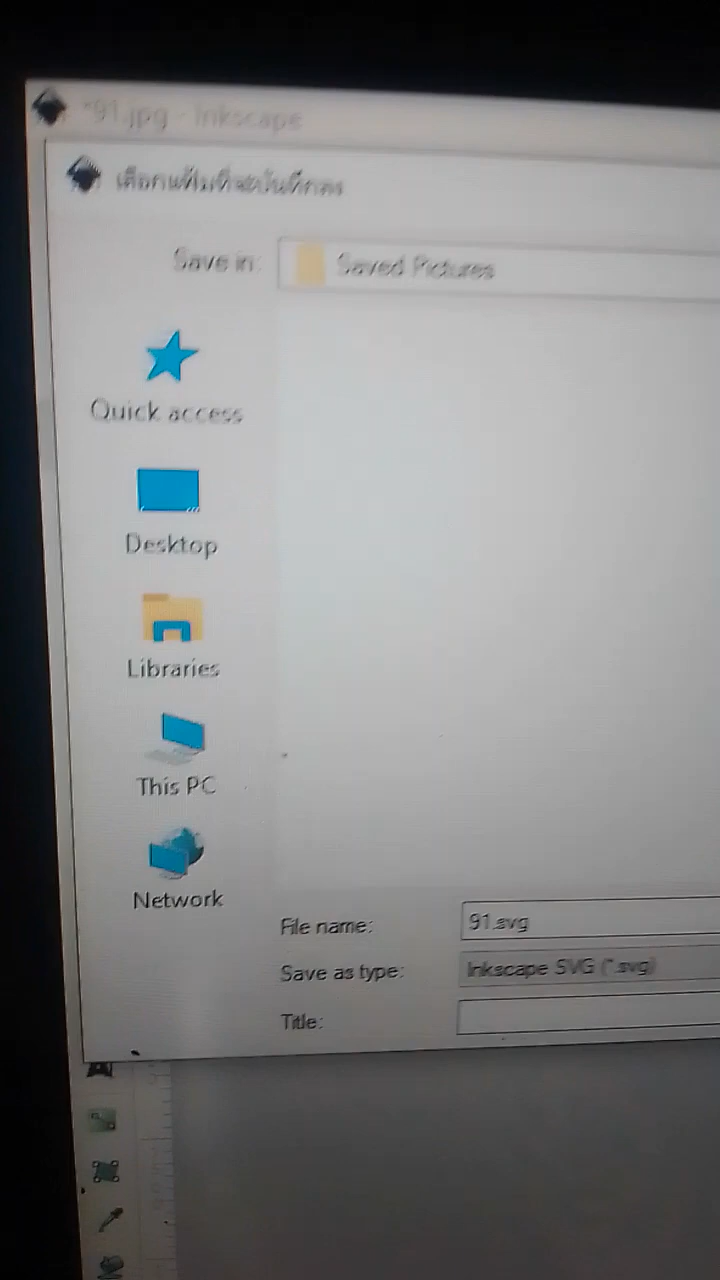 *91.jpg - Inkscape
เลือกแฟ้มที่จะบันทึกลง
Save in:
Saved Pictures
Quick access
Desktop
Libraries
This PC
Network
File name:
91.svg
Save as type:
Inkscape SVG (*.svg)
Title: